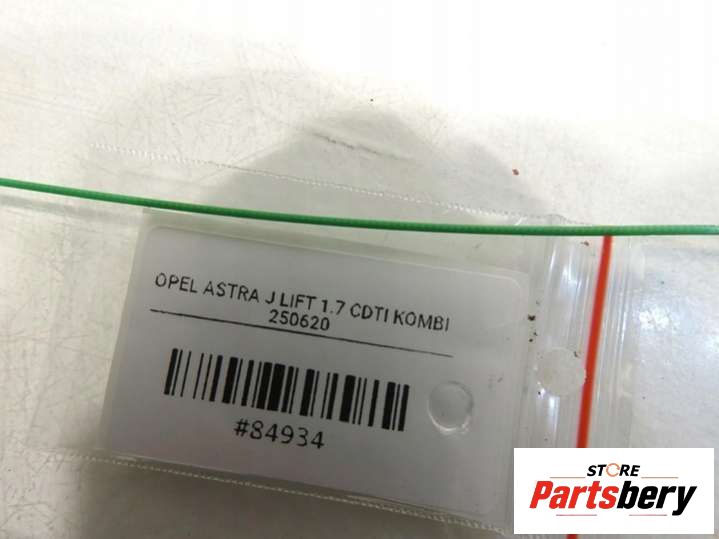 OPEL ASTRA J LIFT 1.7 CDTI KOMBI
250620
#84934
STORE
Partsbery